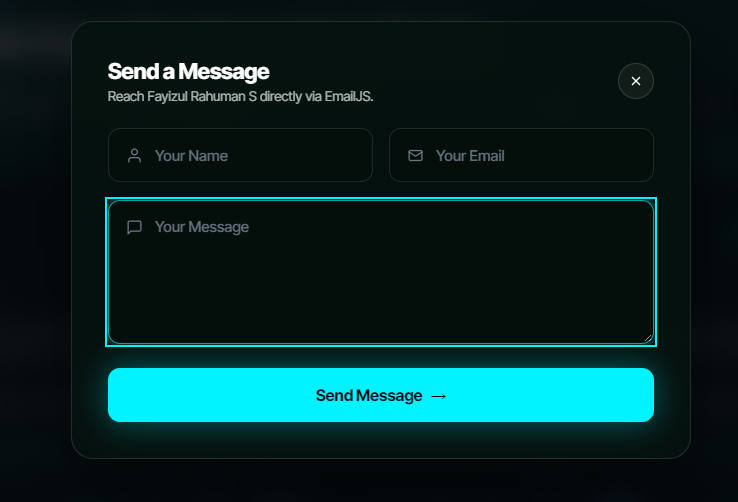 Send a Message
Reach Fayizul Rahuman S directly via EmailJS.
Your Name
Your Email
Your Message
Send Message →